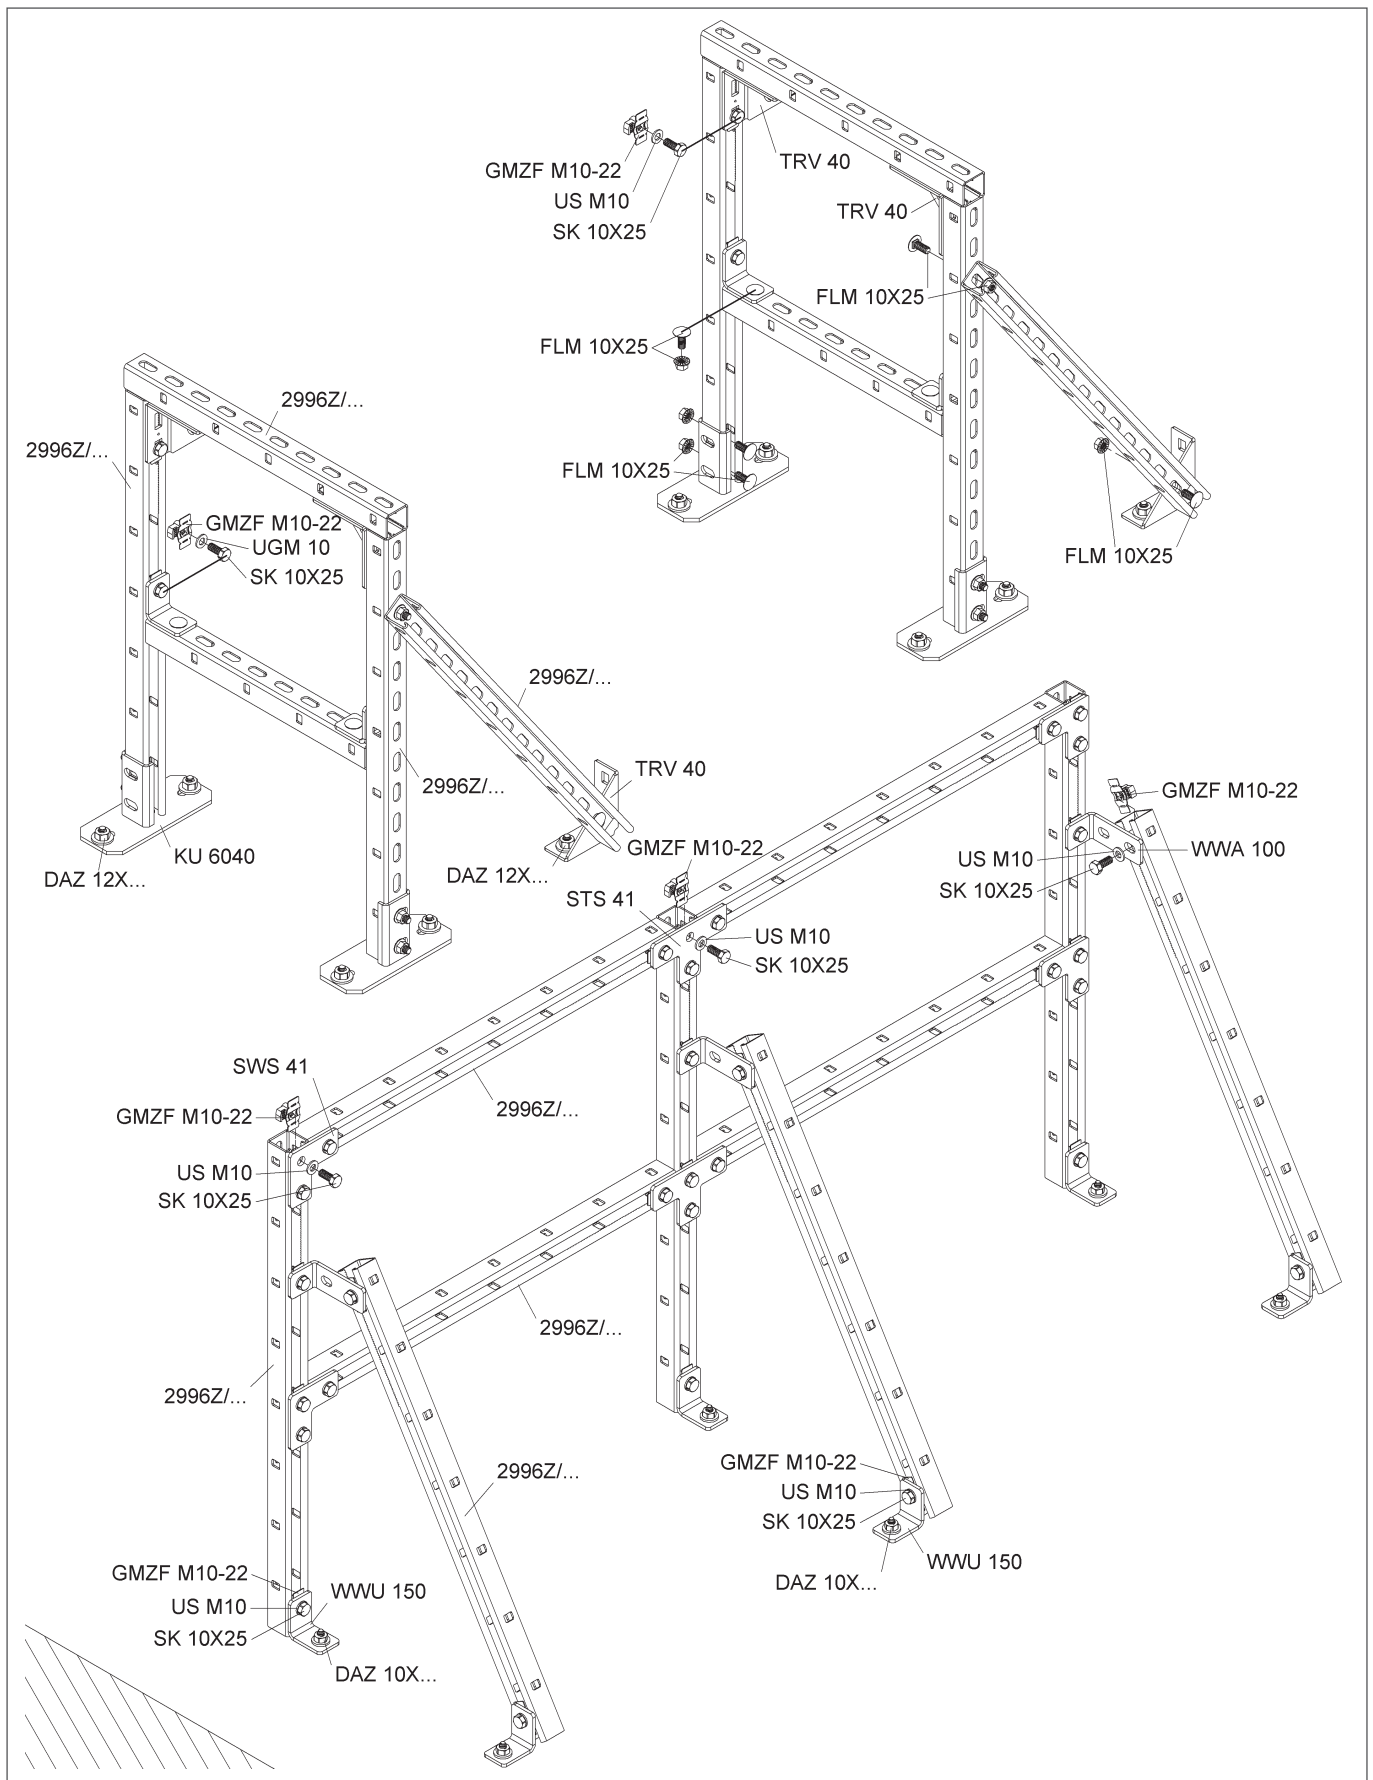 GMZF M10-22
US M10
SK 10X25
TRV 40
TRV 40
FLM 10X25
FLM 10X25
FLM 10X25
FLM 10X25
2996Z/...
2996Z/...
GMZF M10-22
UGM 10
SK 10X25
2996Z/...
2996Z/...
TRV 40
KU 6040
DAZ 12X...
DAZ 12X...
GMZF M10-22
STS 41
US M10
SK 10X25
GMZF M10-22
US M10
WWA 100
SK 10X25
SWS 41
GMZF M10-22
US M10
SK 10X25
2996Z/...
2996Z/...
2996Z/...
2996Z/...
GMZF M10-22
US M10
SK 10X25
WWU 150
DAZ 10X...
GMZF M10-22
US M10
SK 10X25
WWU 150
DAZ 10X...